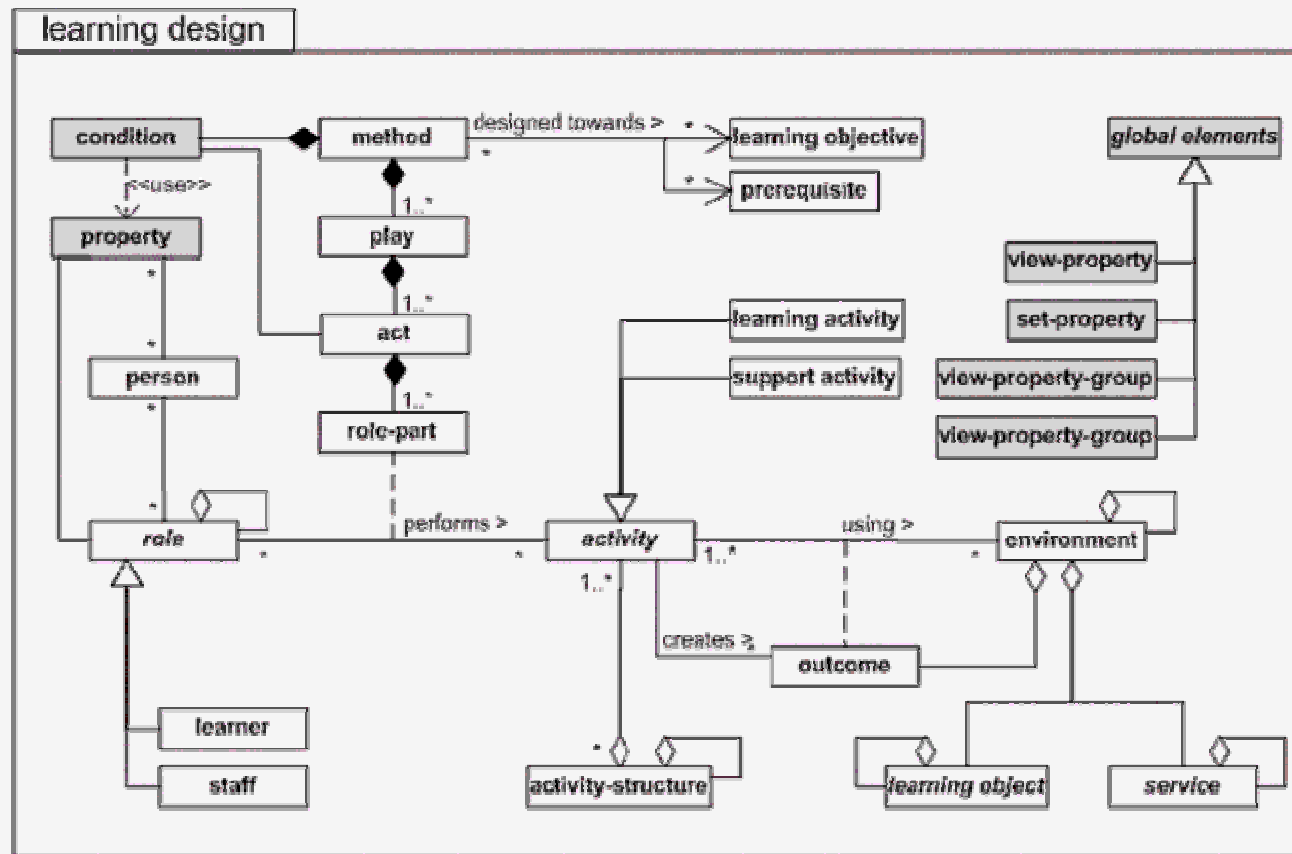 learning design
condition
method
designed towards >
*
*
learning objective
global elements
<<use>>
*
prerequisite
1..*
property
play
*
view-property
1..*
learning activity
set-property
act
*
person
support activity
view-property-group
*
1..*
role-part
view-property-group
*
role
performs >
activity
using >
environment
*
*
1..*
*
1..*
creates >
outcome
learner
*
staff
activity-structure
learning object
service